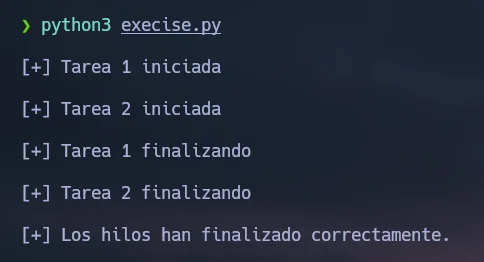 ❯ python3 execise.py
[+] Tarea 1 iniciada
[+] Tarea 2 iniciada
[+] Tarea 1 finalizando
[+] Tarea 2 finalizando
[+] Los hilos han finalizado correctamente.